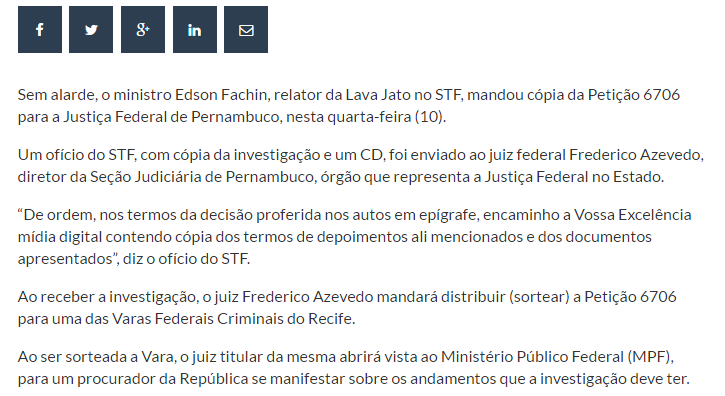 Sem alarde, o ministro Edson Fachin, relator da Lava Jato no STF, mandou cópia da Petição 6706
para a Justiça Federal de Pernambuco, nesta quarta-feira (10).
Um ofício do STF, com cópia da investigação e um CD, foi enviado ao juiz federal Frederico Azevedo,
diretor da Seção Judiciária de Pernambuco, órgão que representa a Justiça Federal no Estado.
“De ordem, nos termos da decisão proferida nos autos em epígrafe, encaminho a Vossa Excelência
mídia digital contendo cópia dos termos de depoimentos ali mencionados e dos documentos
apresentados”, diz o ofício do STF.
Ao receber a investigação, o juiz Frederico Azevedo mandará distribuir (sortear) a Petição 6706
para uma das Varas Federais Criminais do Recife.
Ao ser sorteada a Vara, o juiz titular da mesma abrirá vista ao Ministério Público Federal (MPF),
para um procurador da República se manifestar sobre os andamentos que a investigação deve ter.